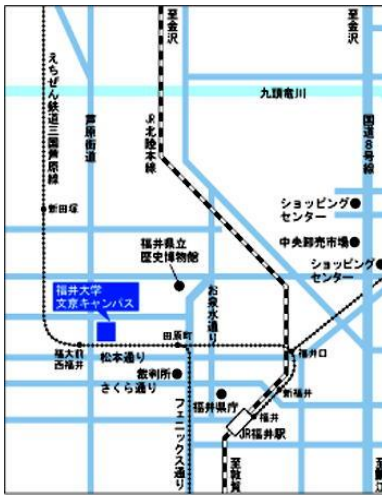 至金沢
至金沢
えちぜん鉄道三国芦原線
芦原街道
JR北陸本線
九頭竜川
国道8号線
新田塚
ショッピング
センター
中央卸売市場
ショッピング
センター
福井県立
歴史博物館
お泉水通り
福井大学
文京キャンパス
田原町
福井口
福大前
西福井
松本通り
裁判所
さくら通り
新福井
福井県庁
福井
JR福井駅
フェニックス通り
至敦賀
至鯖江